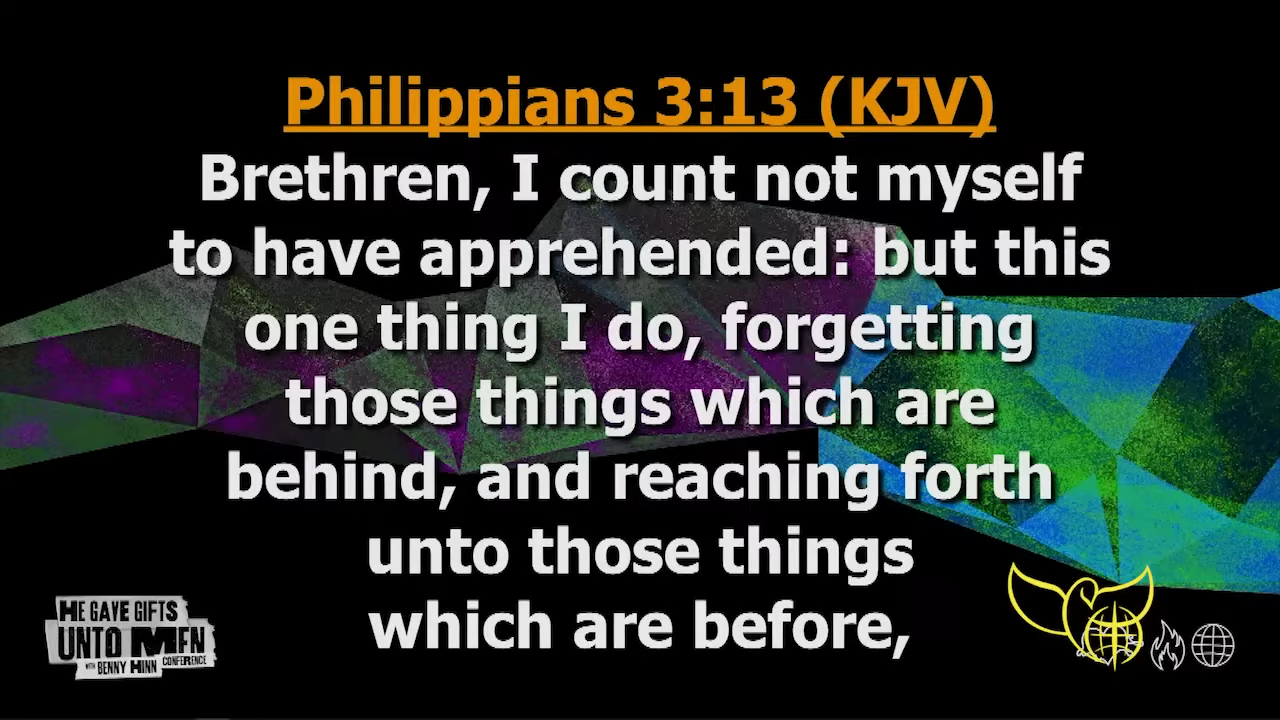 Philippians 3:13 (KJV)
Brethren, I count not myself
to have apprehended: but this
one thing I do, forgetting
those things which are
behind, and reaching forth
unto those things
which are before,
HE GAVE GIFTS
UNTO MEN
WITH BENNY HINN CONFERENCE